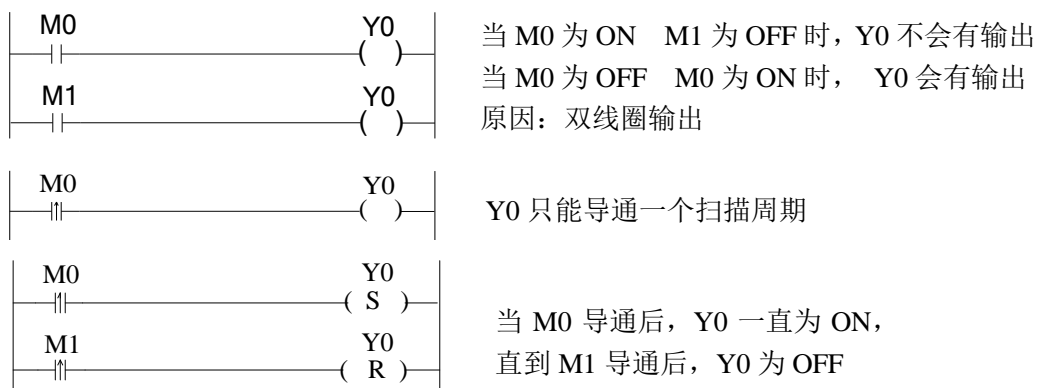 M0 Y0
( )
M1 Y0
( )
当 M0 为 ON M1 为 OFF 时，Y0 不会有输出
当 M0 为 OFF M0 为 ON 时， Y0 会有输出
原因：双线圈输出
M0 Y0
( )
Y0 只能导通一个扫描周期
M0 Y0
( S )
M1 Y0
( R )
当 M0 导通后，Y0 一直为 ON，
直到 M1 导通后，Y0 为 OFF